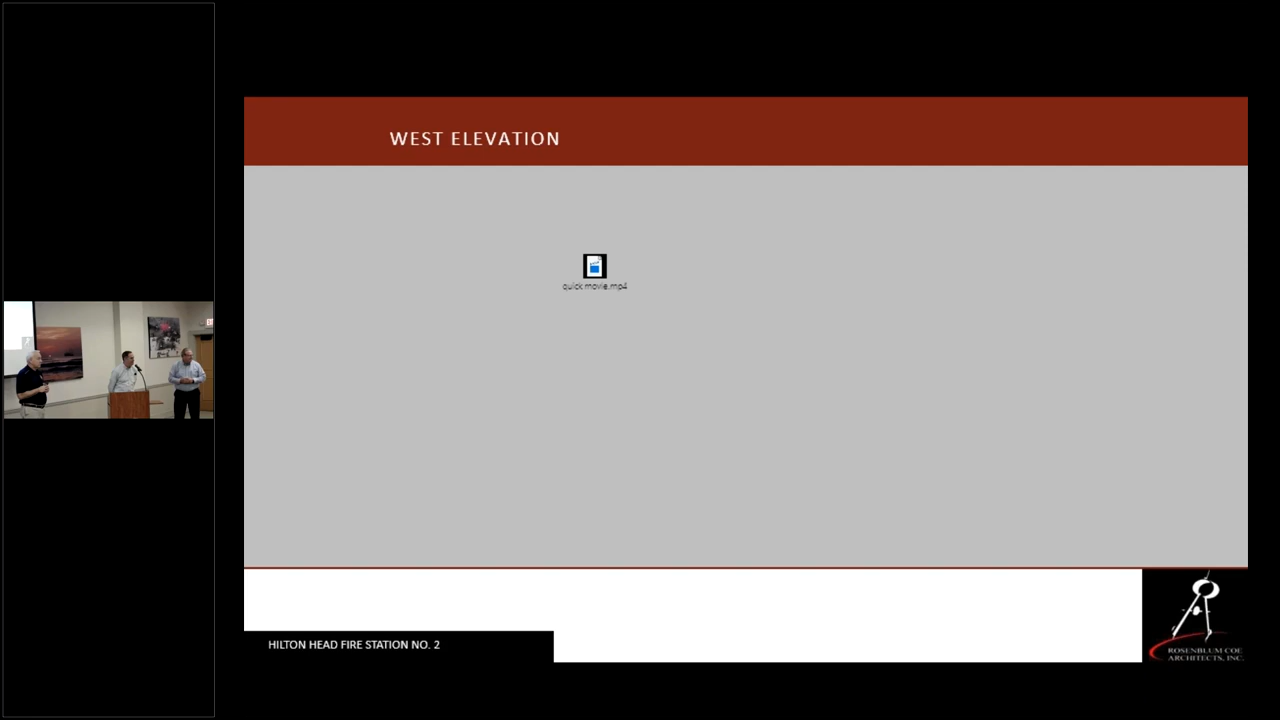 WEST ELEVATION
quick movie.mp4
HILTON HEAD FIRE STATION NO. 2
ROSENBLUM COE
ARCHITECTS, INC.